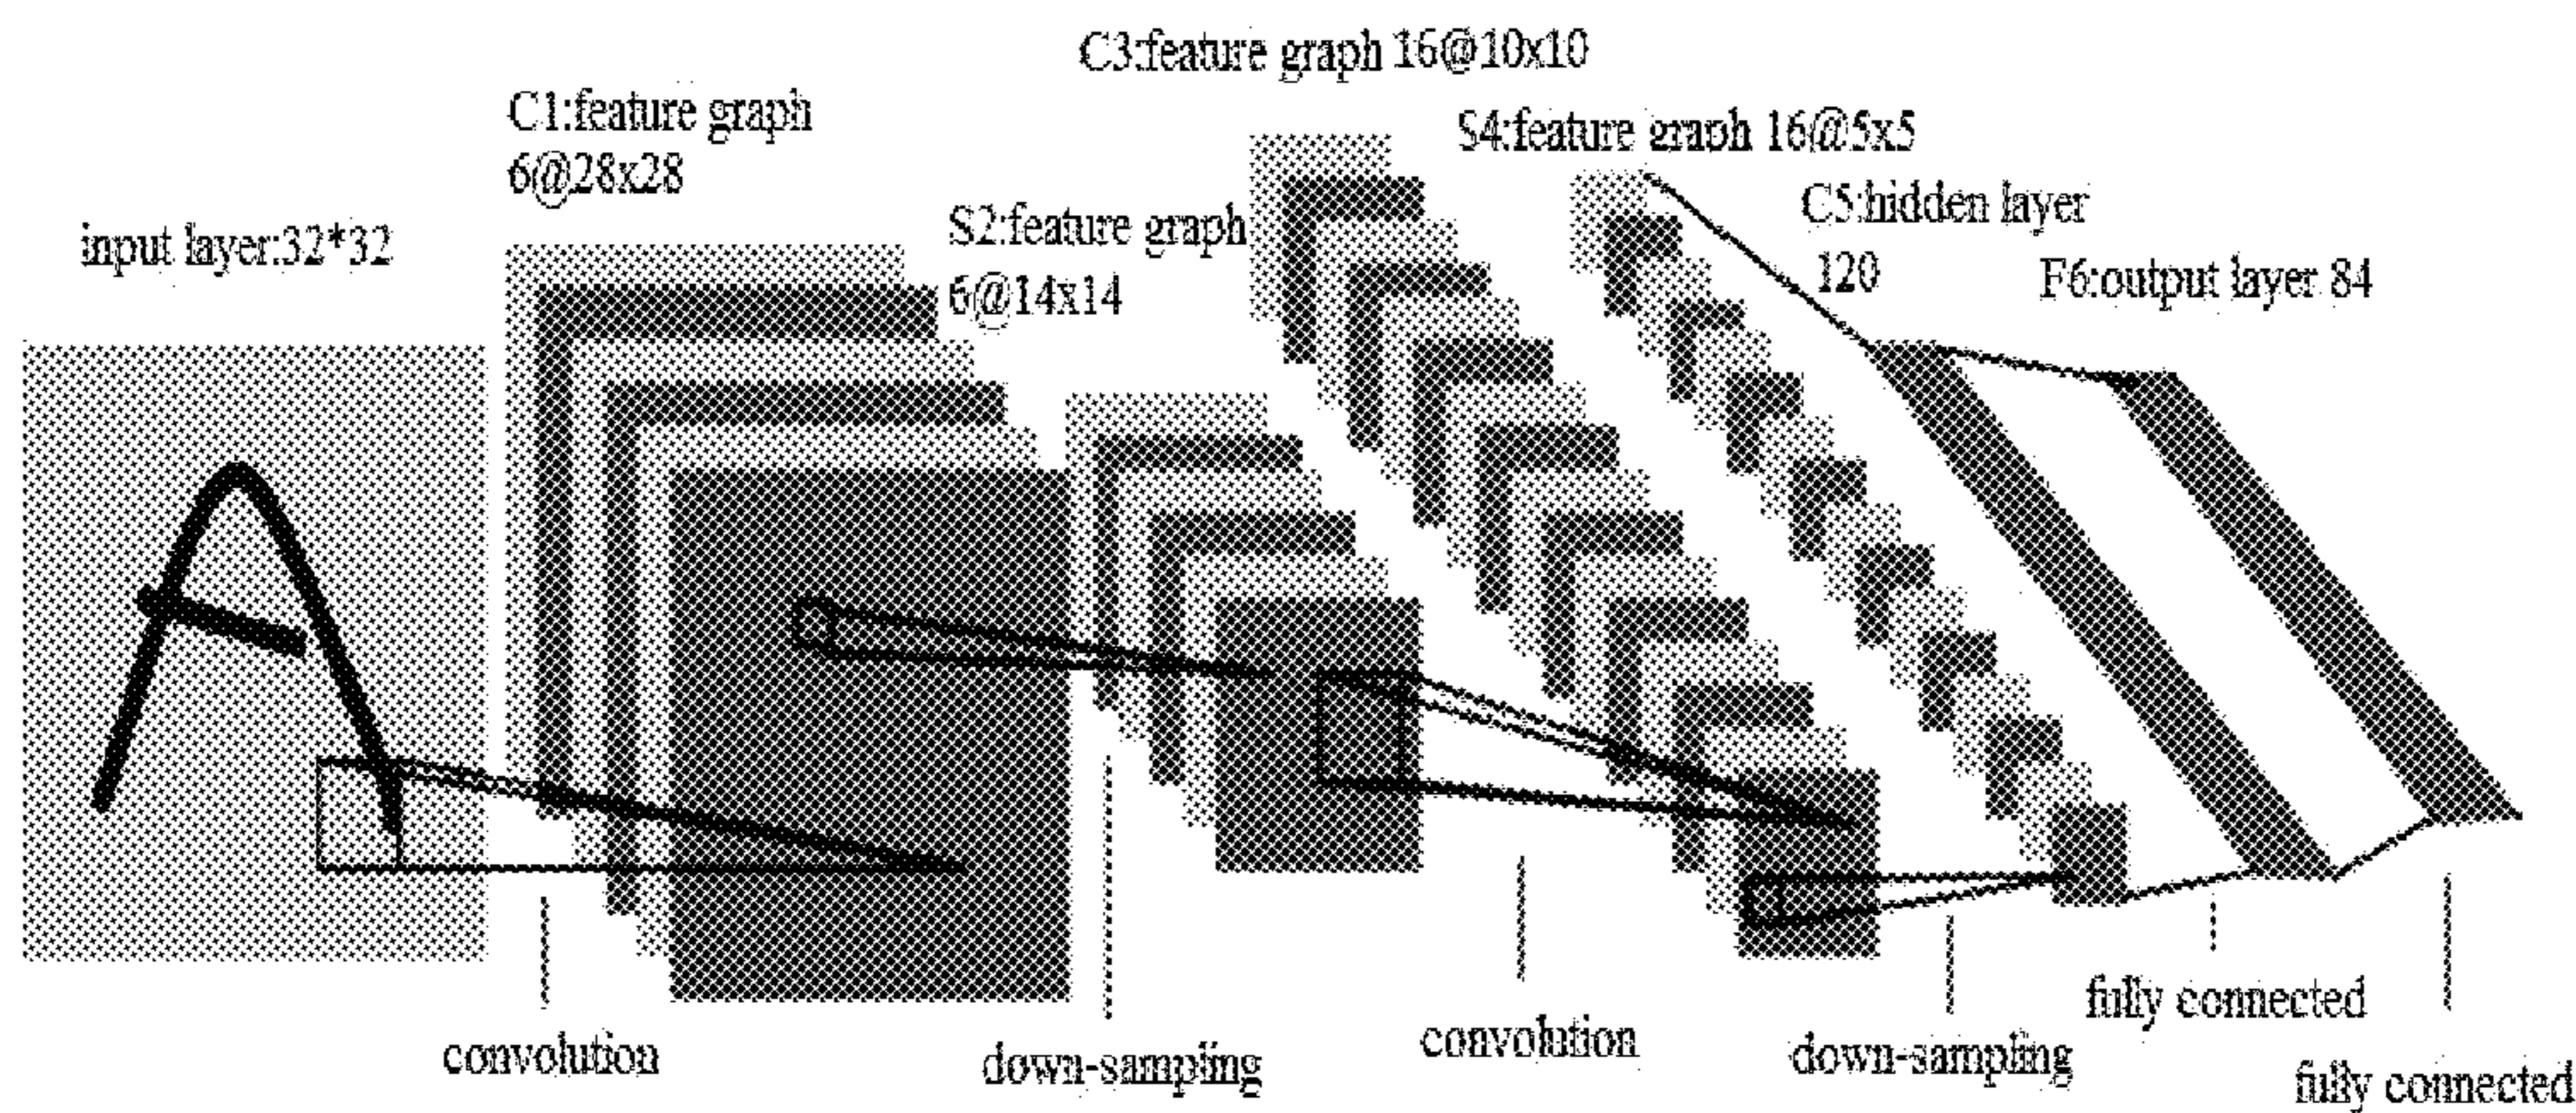 C3:feature graph 16@10x10
C1:feature graph
6@28x28
S4:feature graph 16@5x5
S2:feature graph
6@14x14
C5:hidden layer
120
input layer:32*32
F6:output layer 84
convolution
down-sampling
convolution
down-sampling
fully connected
fully connected